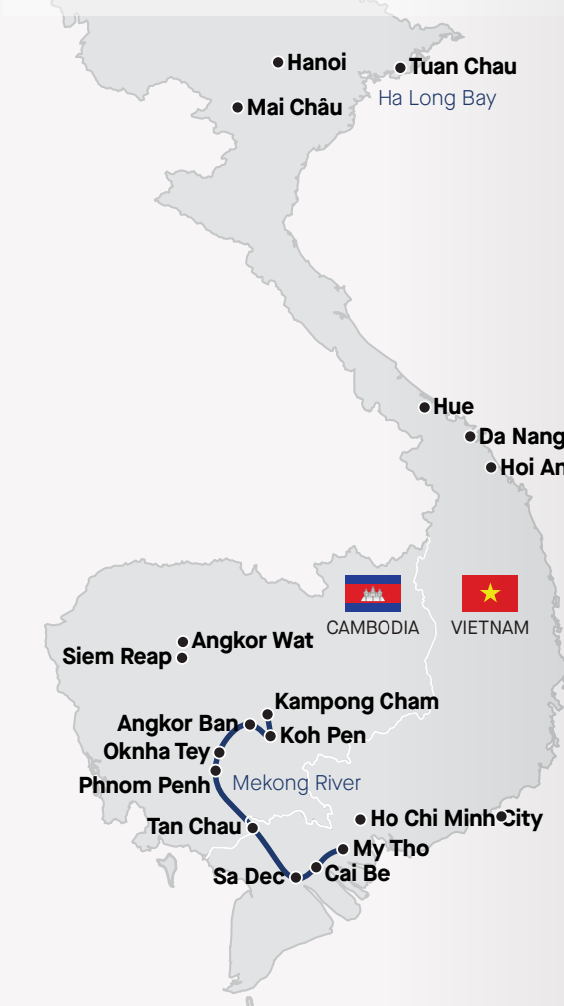 Hanoi
Tuan Chau
Ha Long Bay
Mai Châu
Hue
Da Nang
Hoi An
CAMBODIA
VIETNAM
Angkor Wat
Siem Reap
Kampong Cham
Angkor Ban
Koh Pen
Oknha Tey
Phnom Penh
Mekong River
Tan Chau
Ho Chi Minh City
My Tho
Cai Be
Sa Dec